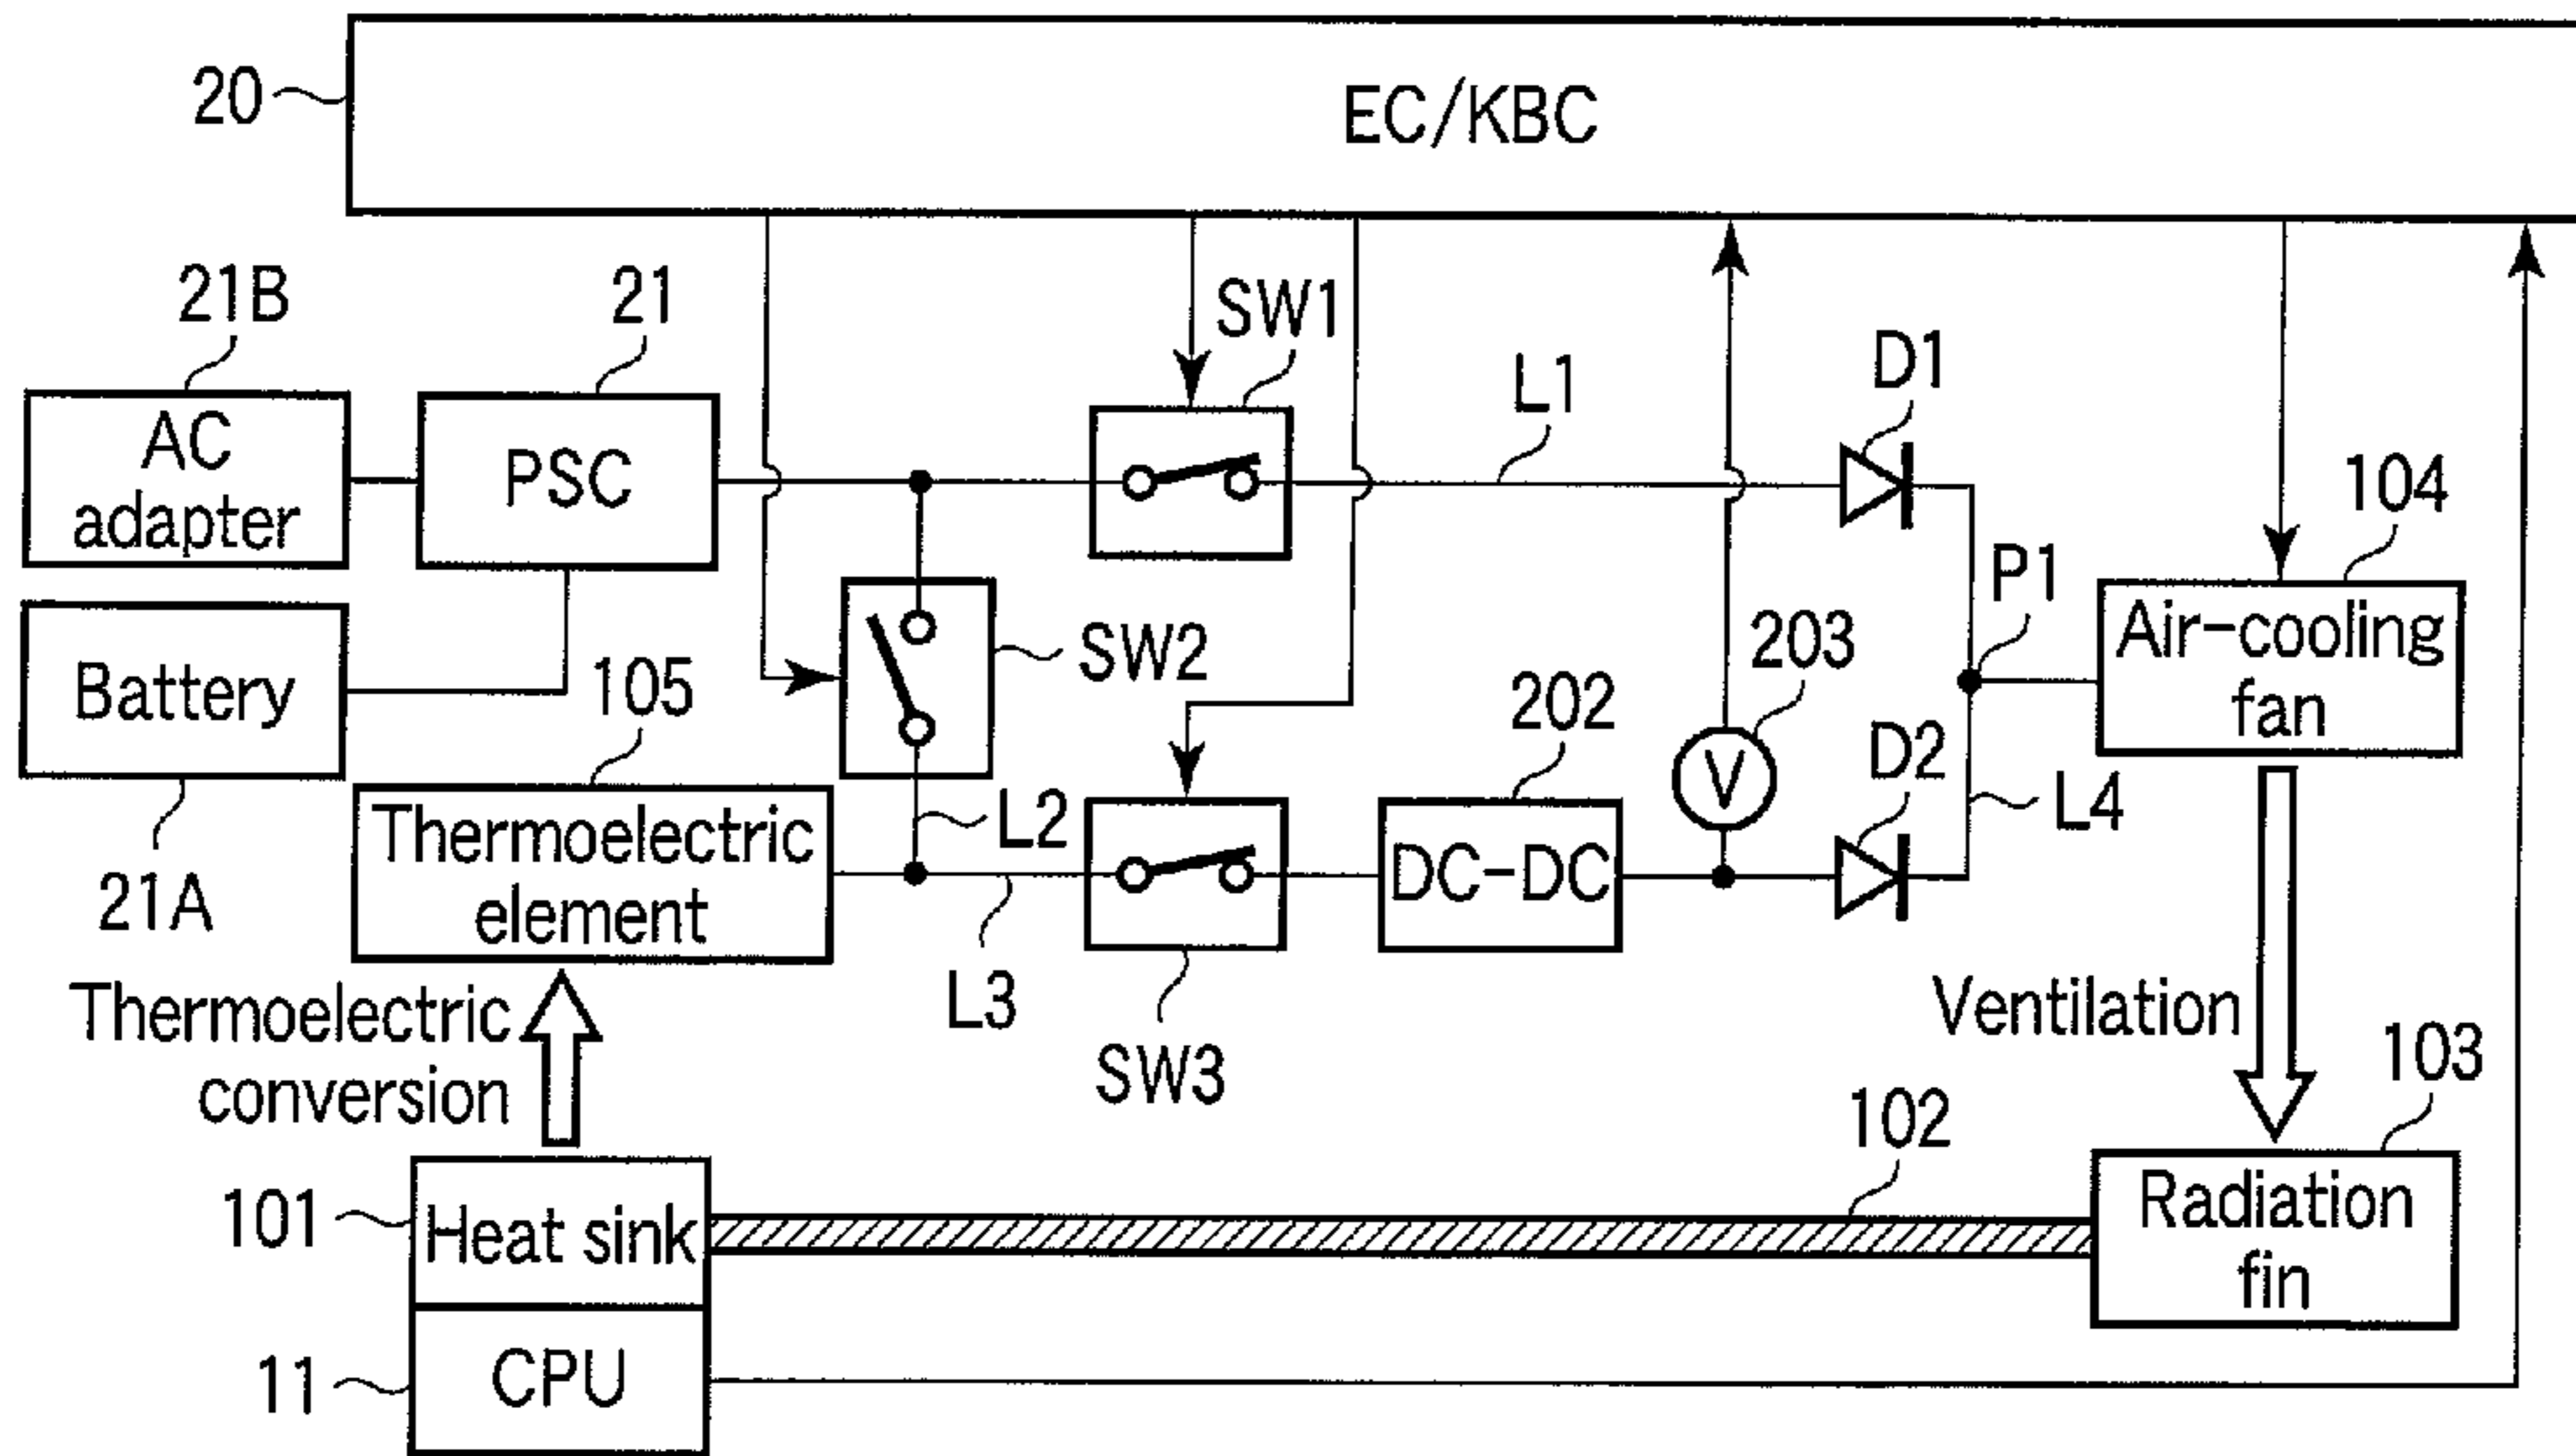 20
EC/KBC
21B
21
SW1
L1
D1
AC
adapter
PSC
104
P1
Air-cooling
fan
Battery
105
SW2
203
202
V
D2
L4
21A
Thermoelectric
element
L2
L3
DC-DC
SW3
Thermoelectric
conversion
Ventilation
103
102
101
Heat sink
Radiation
fin
11
CPU